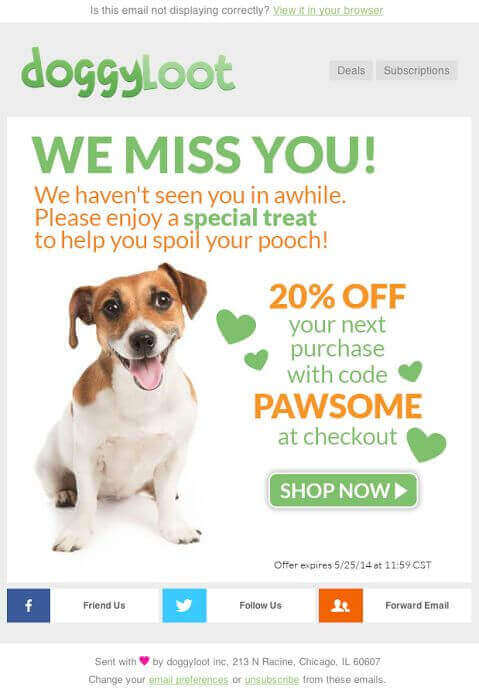 Is this email not displaying correctly? View it in your browser
doggyloot
Deals
Subscriptions
WE MISS YOU!
We haven't seen you in awhile.
Please enjoy a special treat
to help you spoil your pooch!
20% OFF
your next
purchase
with code
PAWSOME
at checkout
SHOP NOW
Offer expires 5/25/14 at 11:59 CST
f
Friend Us
Follow Us
Forward Email
Sent with by doggyloot inc, 213 N Racine, Chicago, IL 60607
Change your email preferences or unsubscribe from these emails.